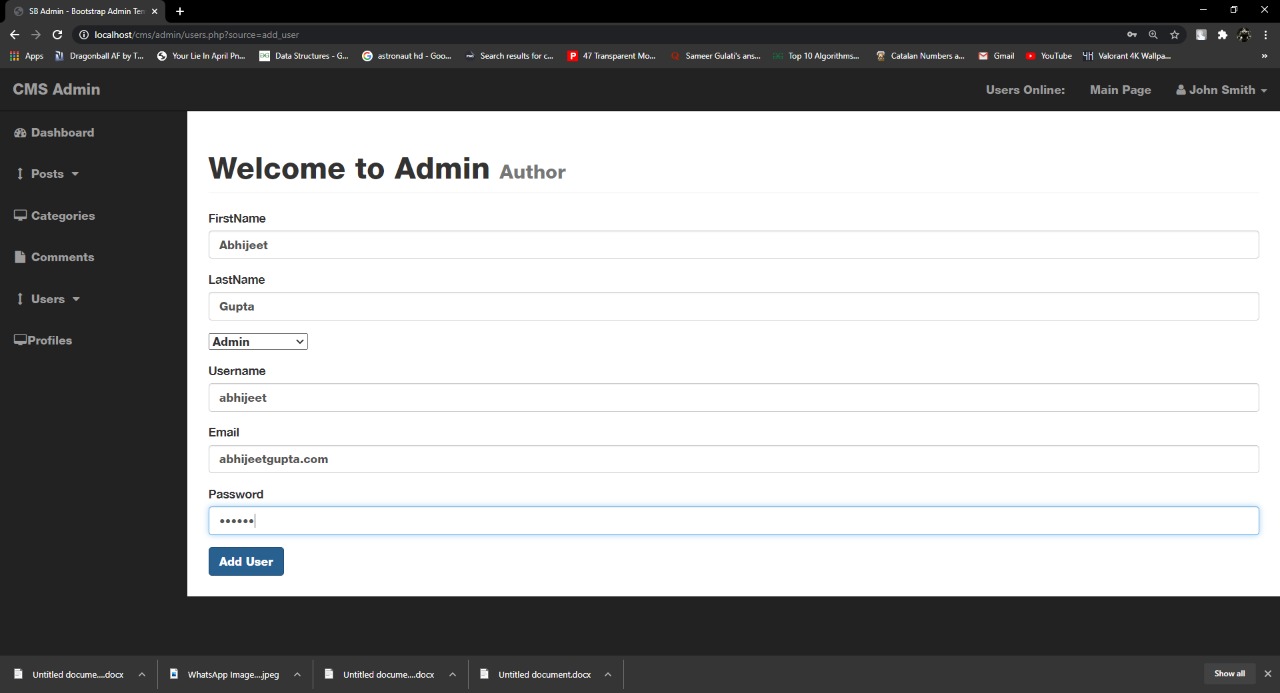 SB Admin - Bootstrap Admin Tem
localhost/cms/admin/users.php?source=add_user
Apps Dragonball AF by T... Your Lie In April Pn... Data Structures - G... astronaut hd - Goo... Search results for c... 47 Transparent Mo... Sameer Gulati's ans... Top 10 Algorithms... Catalan Numbers a... Gmail YouTube Valorant 4K Wallpa... »
CMS Admin Users Online: Main Page John Smith
Dashboard
Posts
Categories
Comments
Users
Profiles
Welcome to Admin Author
FirstName
Abhijeet
LastName
Gupta
Admin
Username
abhijeet
Email
abhijeetgupta.com
Password
••••••
Add User
Untitled docume....docx WhatsApp Image....jpeg Untitled docume....docx Untitled document.docx Show all